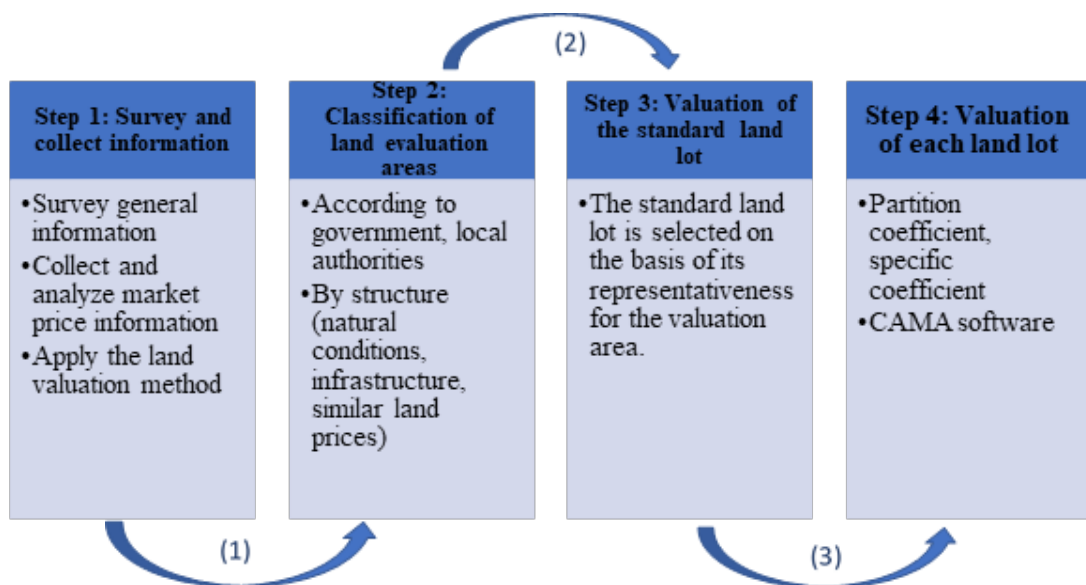 (2)
Step 1: Survey and
collect information
•Survey general
information
•Collect and
analyze market
price information
•Apply the land
valuation method
Step 2:
Classification of
land evaluation
areas
•According to
government, local
authorities
•By structure
(natural
conditions,
infrastructure,
similar land
prices)
Step 3: Valuation of
the standard land
lot
•The standard land
lot is selected on
the basis of its
representativeness
for the valuation
area.
Step 4: Valuation
of each land lot
•Partition
coefficient,
specific
coefficient
•CAMA software
(1)
(3)